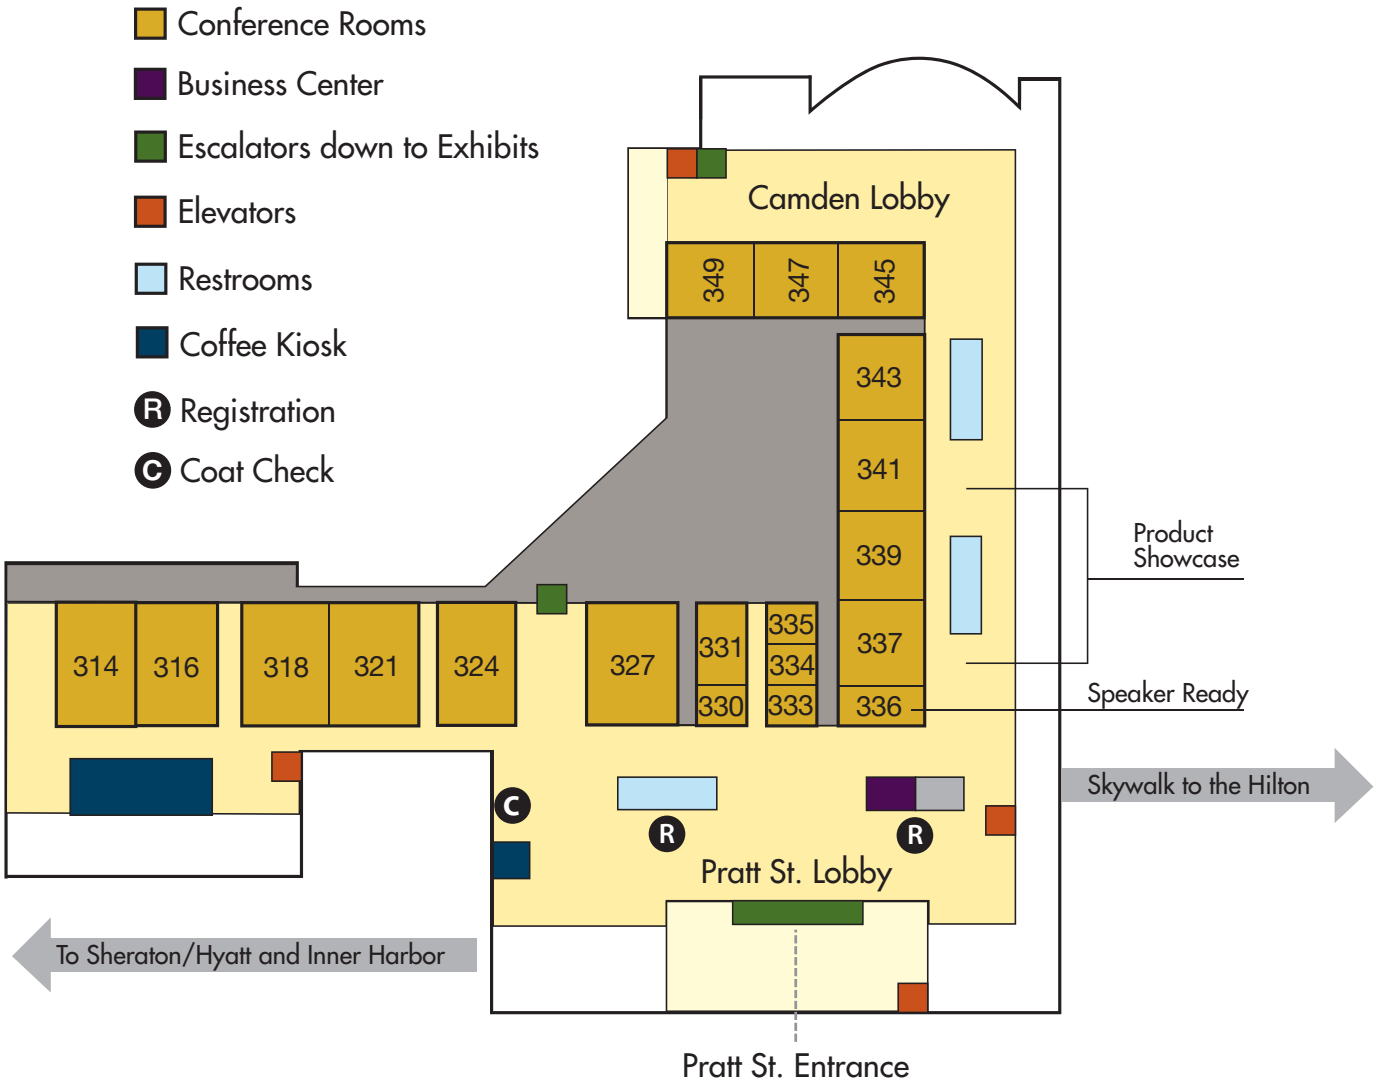 Conference Rooms
Business Center
Escalators down to Exhibits
Elevators
Restrooms
Coffee Kiosk
R Registration
C Coat Check
Camden Lobby
349 347 345
343
341
339
337
336
Product
Showcase
Speaker Ready
314 316 318 321 324 327 331
330
335
334
333
Skywalk to the Hilton
C
R
R
Pratt St. Lobby
To Sheraton/Hyatt and Inner Harbor
Pratt St. Entrance